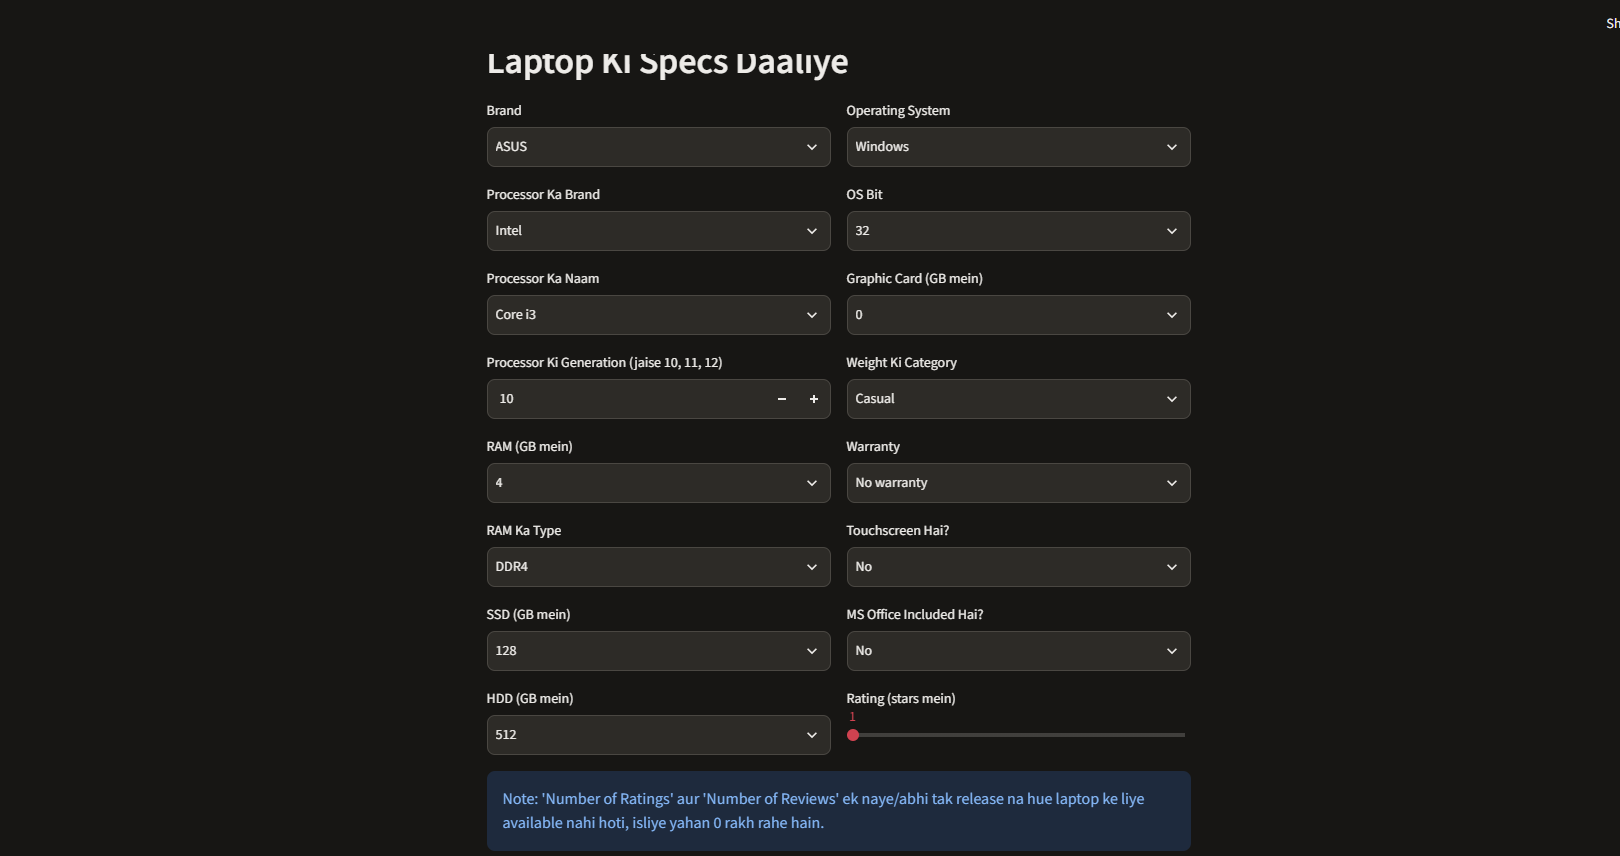 Sh
Laptop Ki Specs Daaliye
Brand
ASUS
Processor Ka Brand
Intel
Processor Ka Naam
Core i3
Processor Ki Generation (jaise 10, 11, 12)
10
RAM (GB mein)
4
RAM Ka Type
DDR4
SSD (GB mein)
128
HDD (GB mein)
512
Operating System
Windows
OS Bit
32
Graphic Card (GB mein)
0
Weight Ki Category
Casual
Warranty
No warranty
Touchscreen Hai?
No
MS Office Included Hai?
No
Rating (stars mein)
1
Note: 'Number of Ratings' aur 'Number of Reviews' ek naye/abhi tak release na hue laptop ke liye
available nahi hoti, isliye yahan 0 rakh rahe hain.